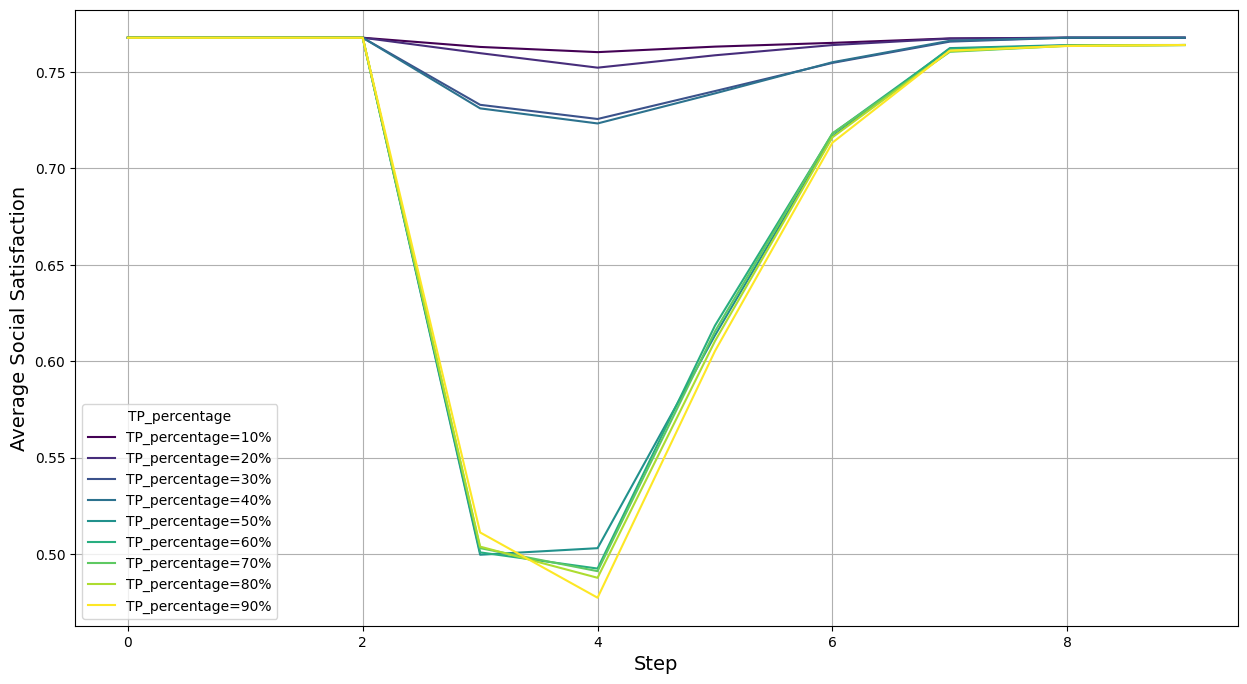 0.75
0.70
0.65
0.60
0.55
0.50
Average Social Satisfaction
TP_percentage
TP_percentage=10%
TP_percentage=20%
TP_percentage=30%
TP_percentage=40%
TP_percentage=50%
TP_percentage=60%
TP_percentage=70%
TP_percentage=80%
TP_percentage=90%
0 2 4 6 8
Step